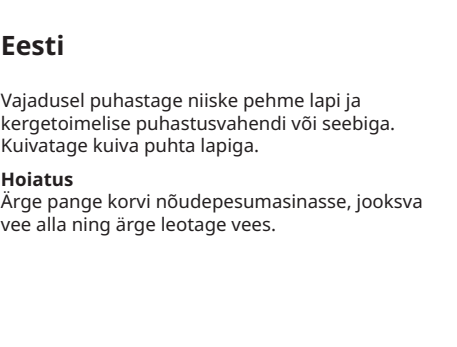 Eesti
Vajadusel puhastage niiske pehme lapi ja
kergetoimelise puhastusvahendi või seebiga.
Kuivatage kuiva puhta lapiga.
Hoiatus
Ärge pange korvi nõudepesumasinasse, jooksva
vee alla ning ärge leotage vees.